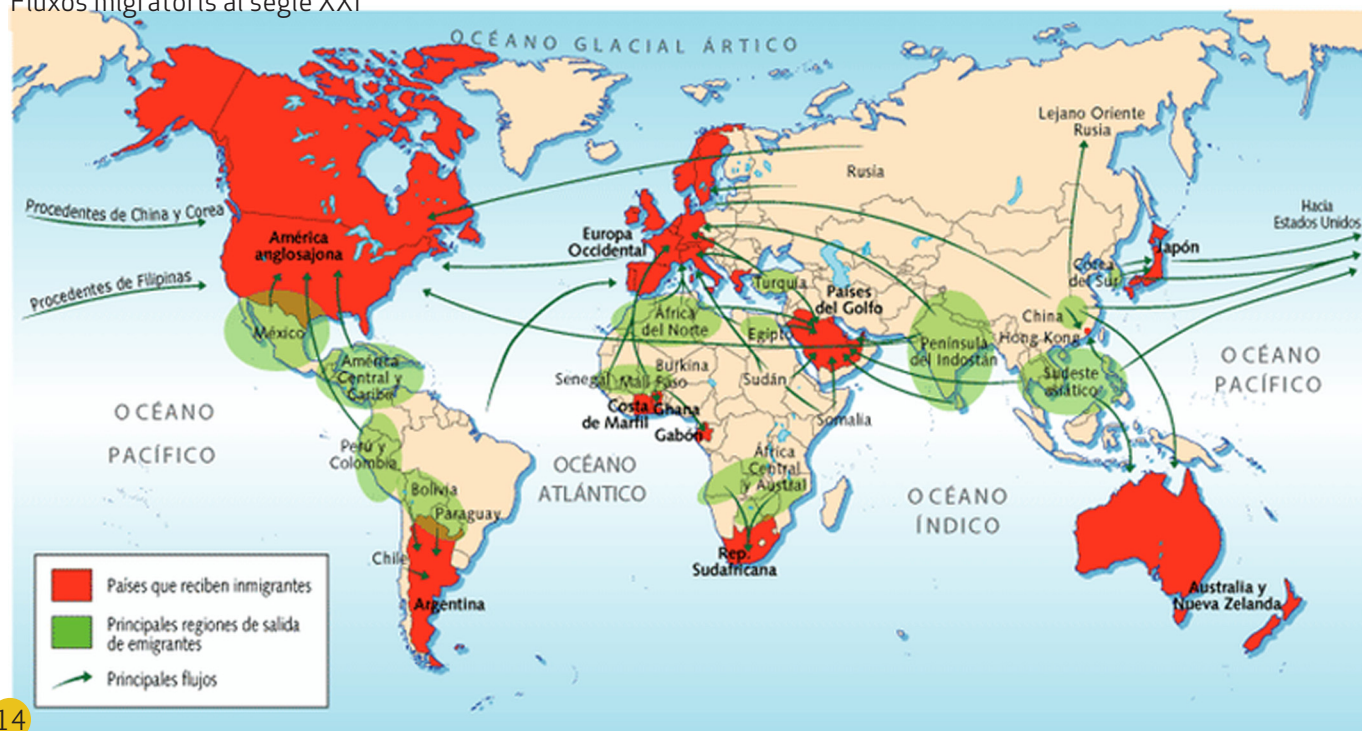 Fluxos migratoris al segle XXI
OCÉANO GLACIAL ÁRTICO
Lejano Oriente
Rusia
Rusia
Procedentes de China y Corea
Hacia
Estados Unidos
América
anglosajona
Europa
Occidental
Japón
Corea
del Sur
Procedentes de Filipinas
Turquía
Países
del Golfo
México
África
del Norte
Egipto
China
Hong Kong
Península
del Indostán
OCÉANO
PACÍFICO
América
Central y
Caribe
Senegal
Malí
Burkina
Faso
Sudán
Sudeste
asiático
OCÉANO
PACÍFICO
Costa
de Marfil
Ghana
Gabón
Somalia
Perú y
Colombia
OCÉANO
ATLÁNTICO
África
Central
y Austral
OCÉANO
ÍNDICO
Bolivia
Paraguay
Chile
Rep.
Sudafricana
Argentina
Australia y
Nueva Zelanda
Países que reciben inmigrantes
Principales regiones de salida
de emigrantes
Principales flujos
14